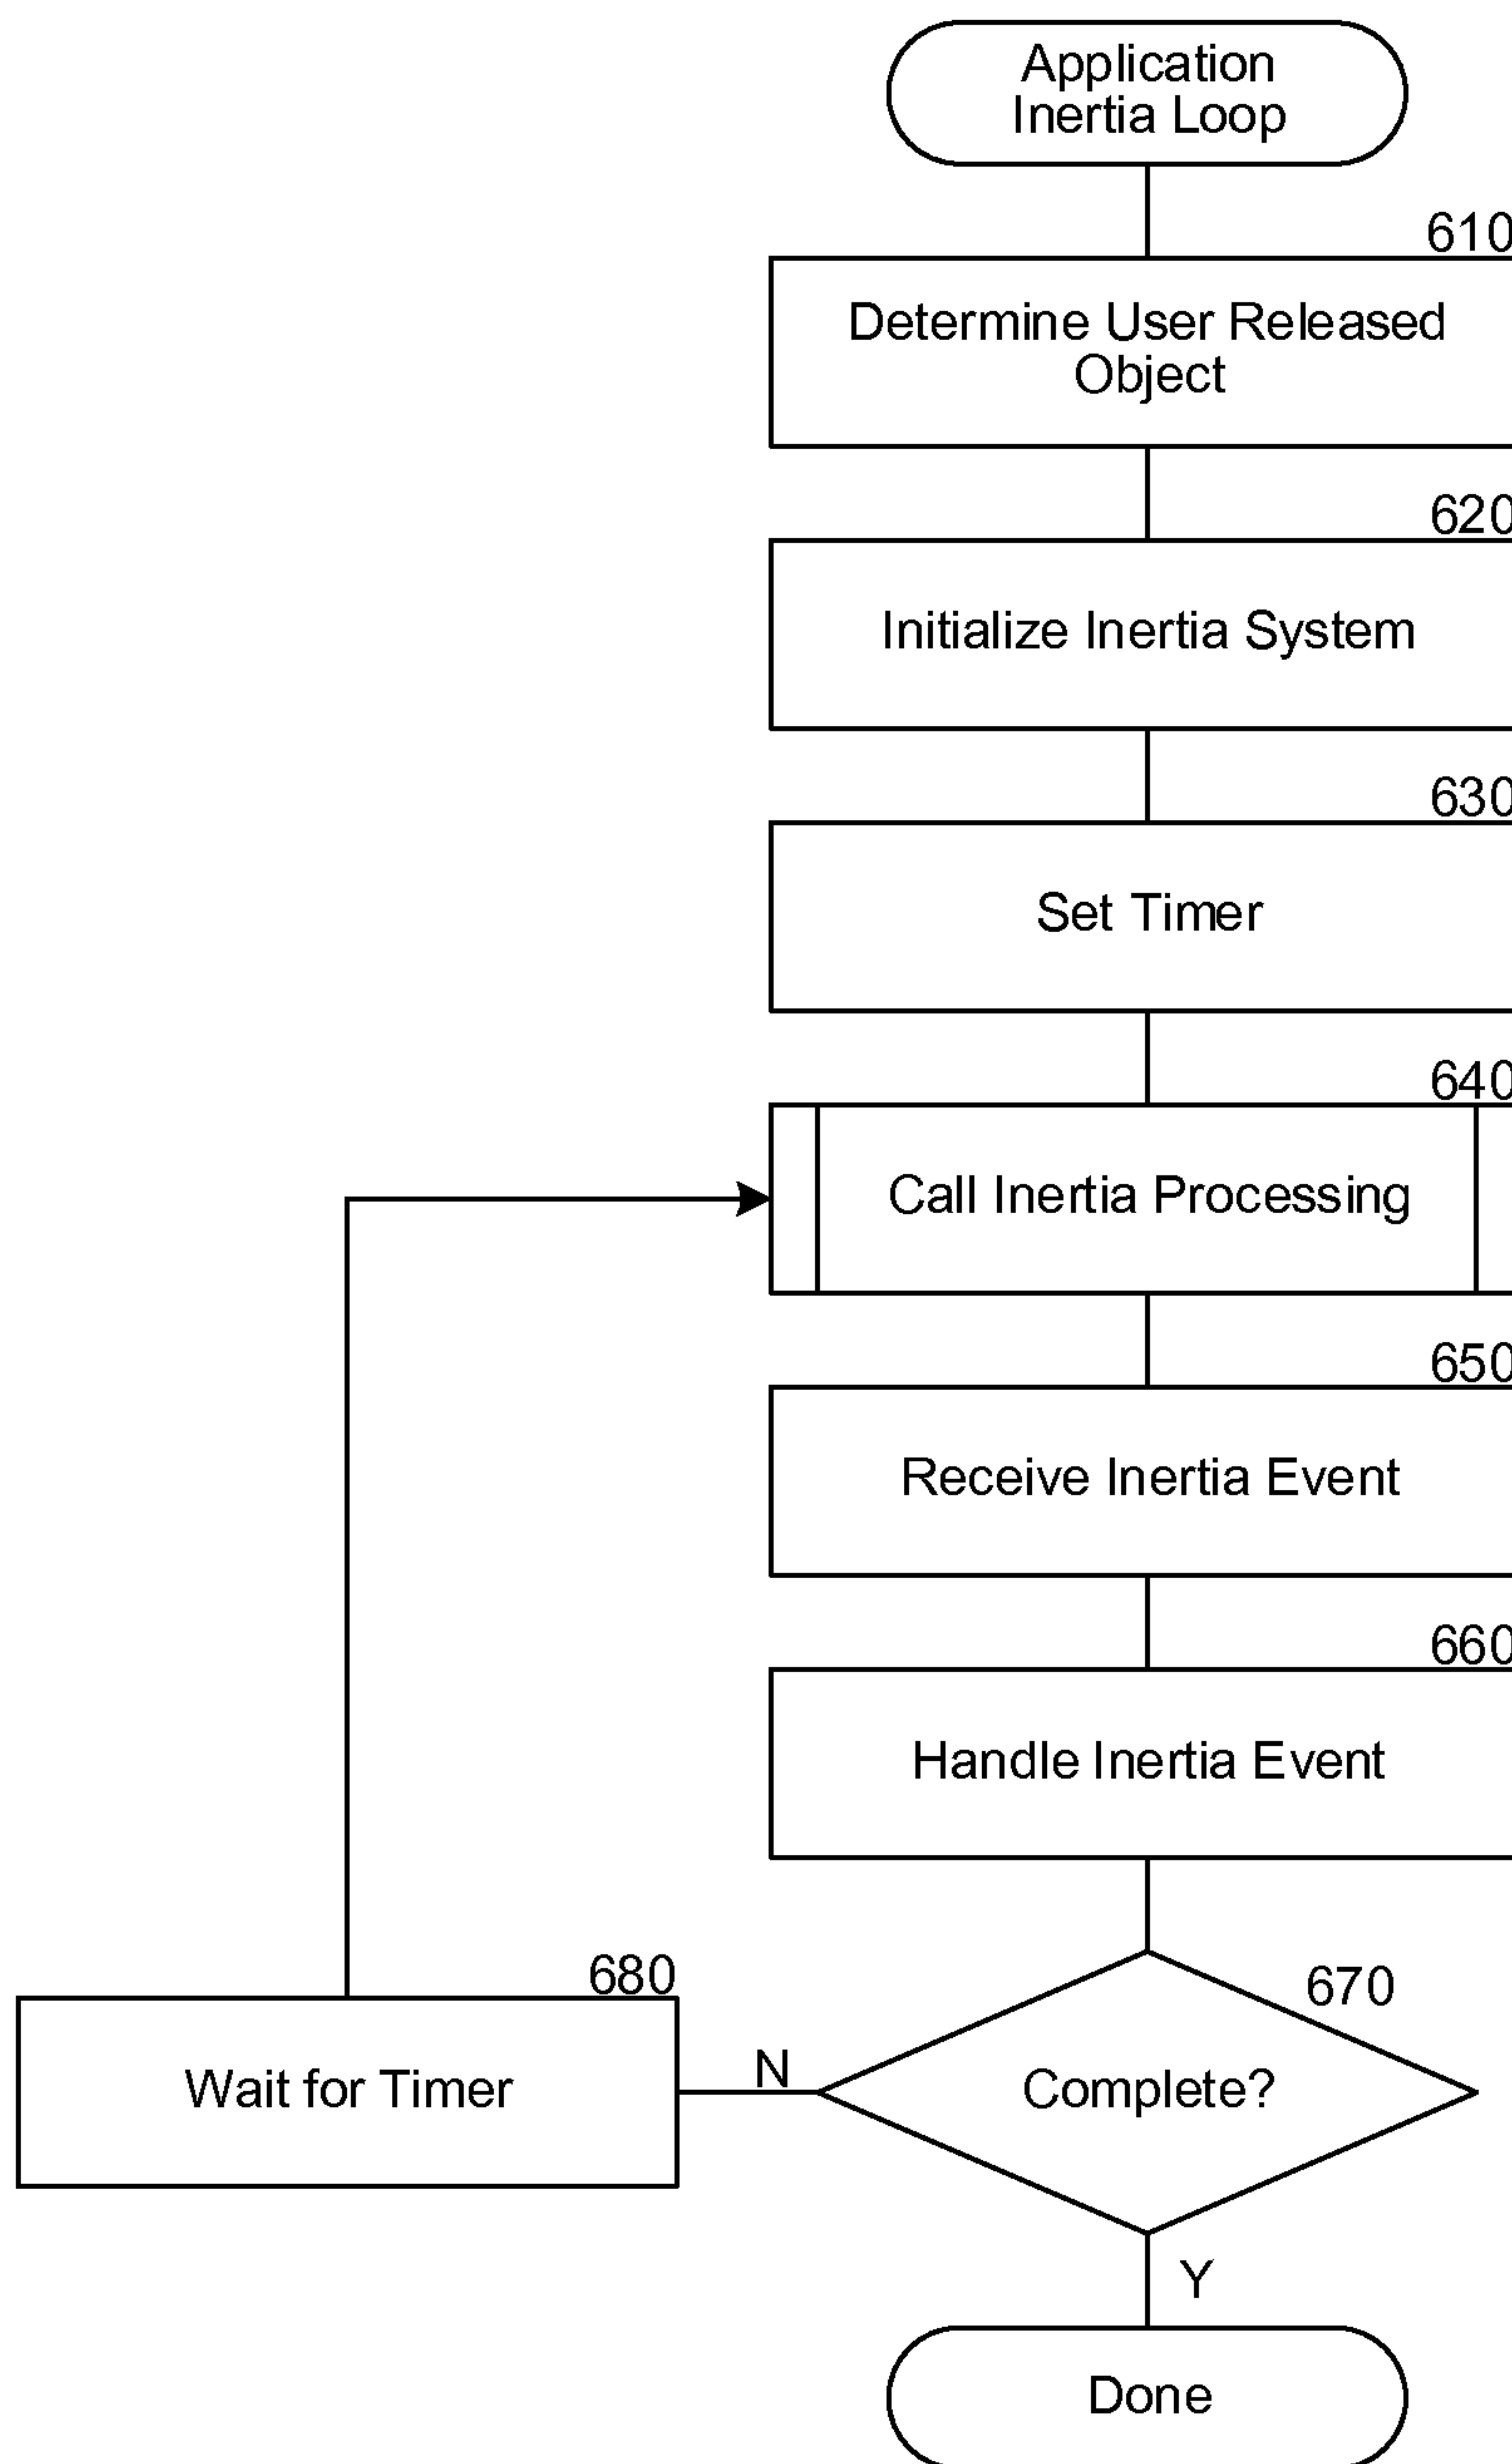 Application
Inertia Loop
610
Determine User Released
Object
620
Initialize Inertia System
630
Set Timer
640
Call Inertia Processing
650
Receive Inertia Event
660
Handle Inertia Event
670
Complete?
N
680
Wait for Timer
Y
Done